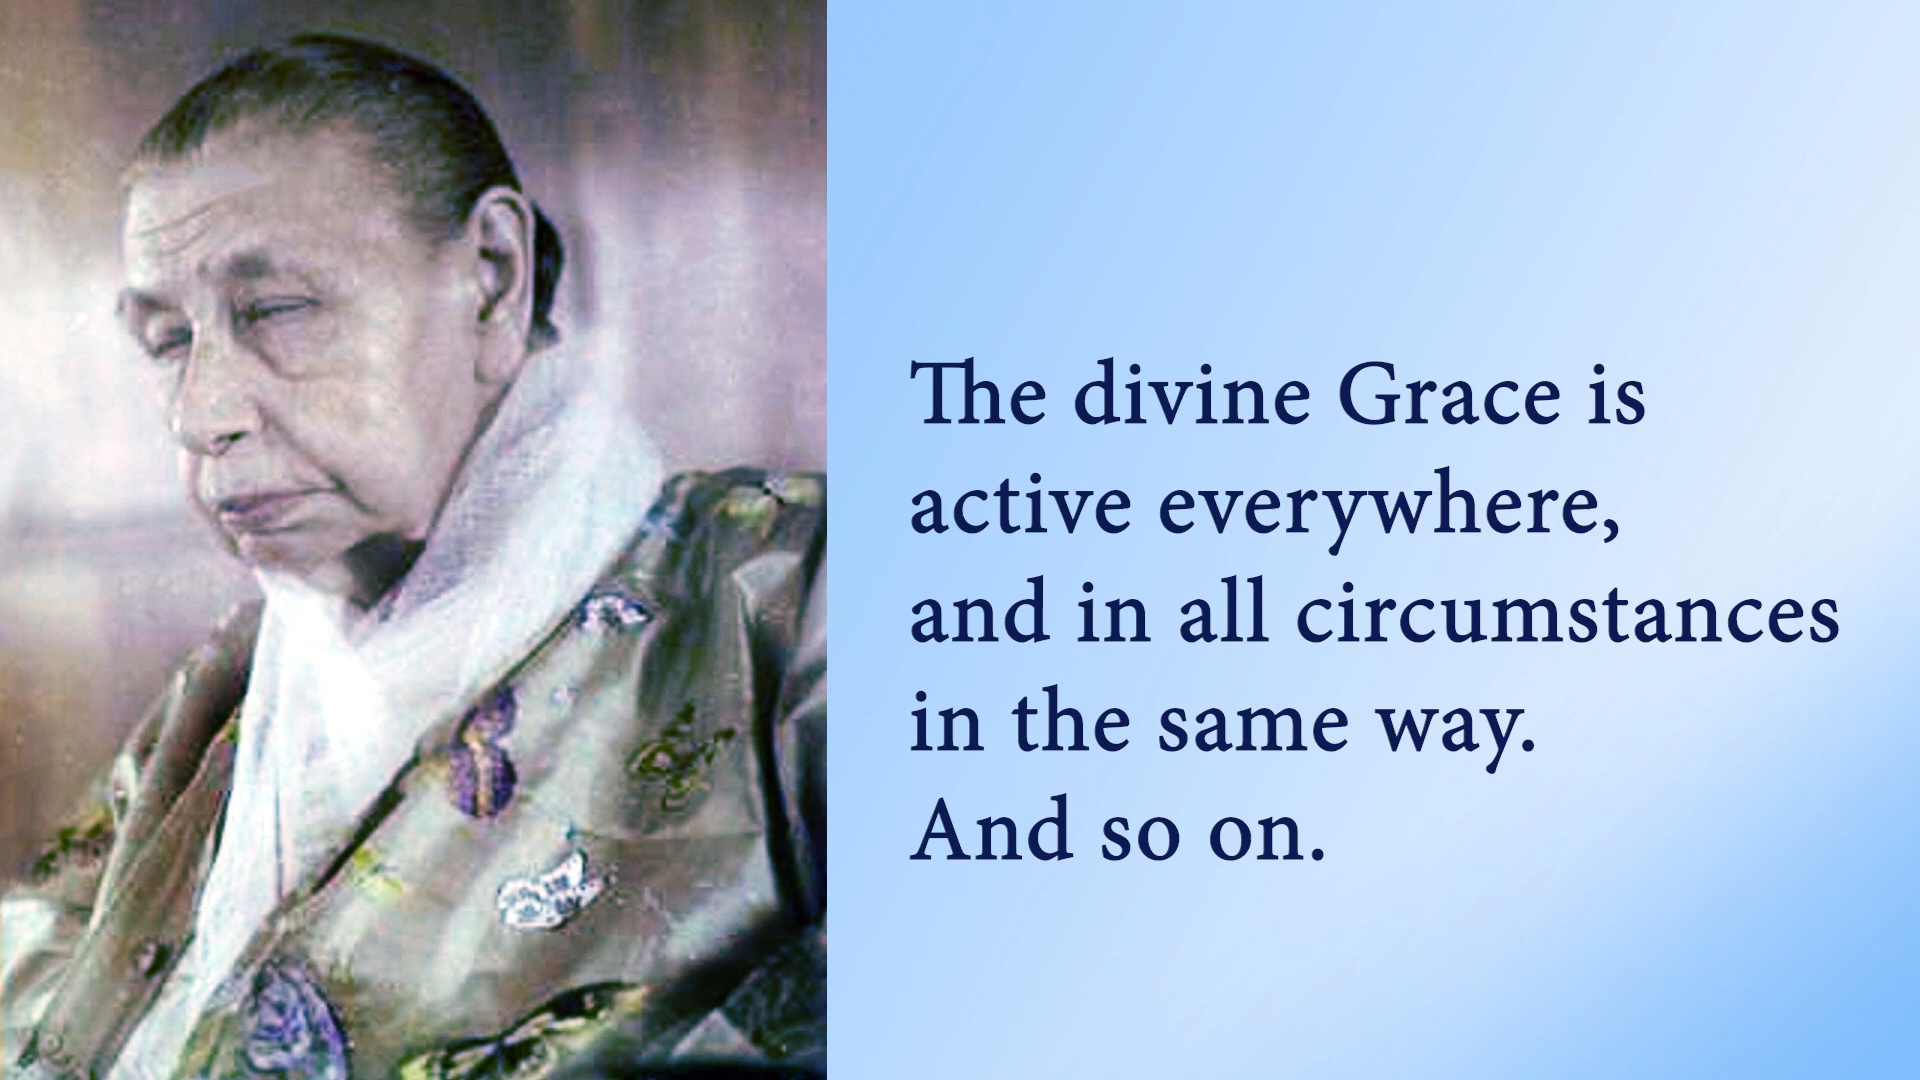 The divine Grace is
active everywhere,
and in all circumstances
in the same way.
And so on.